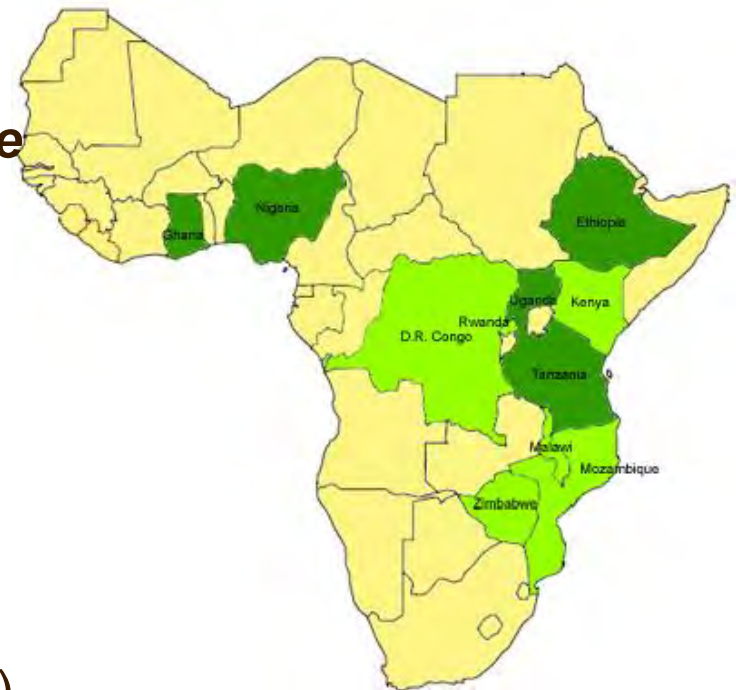 e
Nigeria
Ghana
Ethiopia
Uganda
Kenya
Rwanda
D.R. Congo
Tanzania
Malawi
Mozambique
Zimbabwe
)